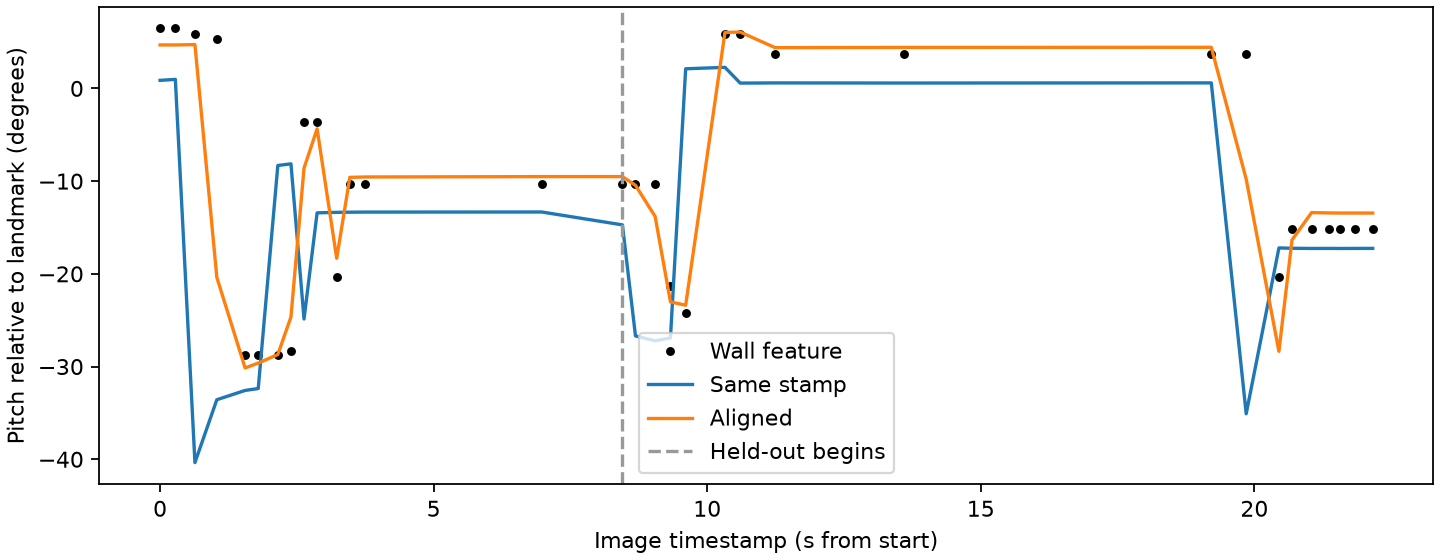 Pitch relative to landmark (degrees)
0
−10
−20
−30
−40
0
5
10
15
20
Image timestamp (s from start)
Wall feature
Same stamp
Aligned
Held-out begins